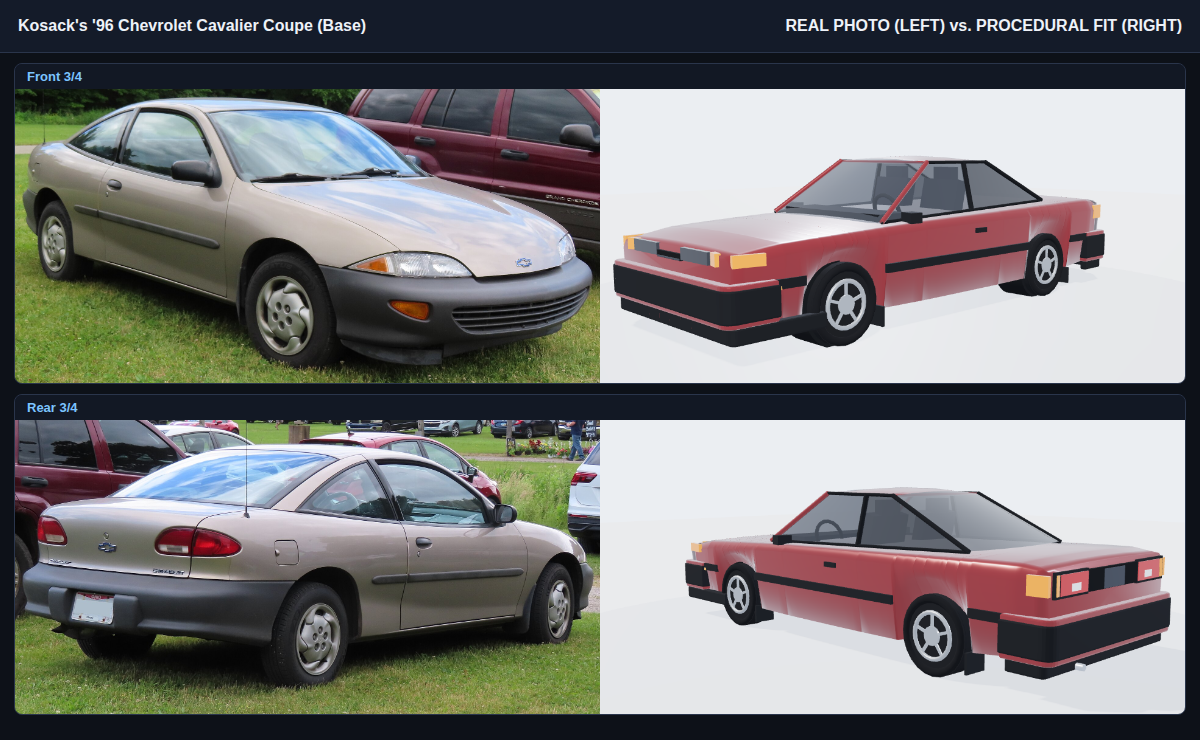 Kosack's '96 Chevrolet Cavalier Coupe (Base)
REAL PHOTO (LEFT) vs. PROCEDURAL FIT (RIGHT)
Front 3/4
Rear 3/4